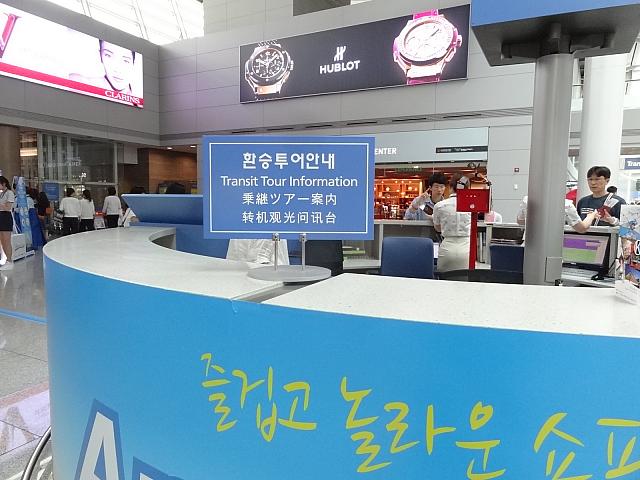 CLARINS
HUBLOT
ENTER
환승투어안내
Transit Tour Information
乗継ツアー案内
转机观光问讯台
즐겁고 놀라운 쇼핑